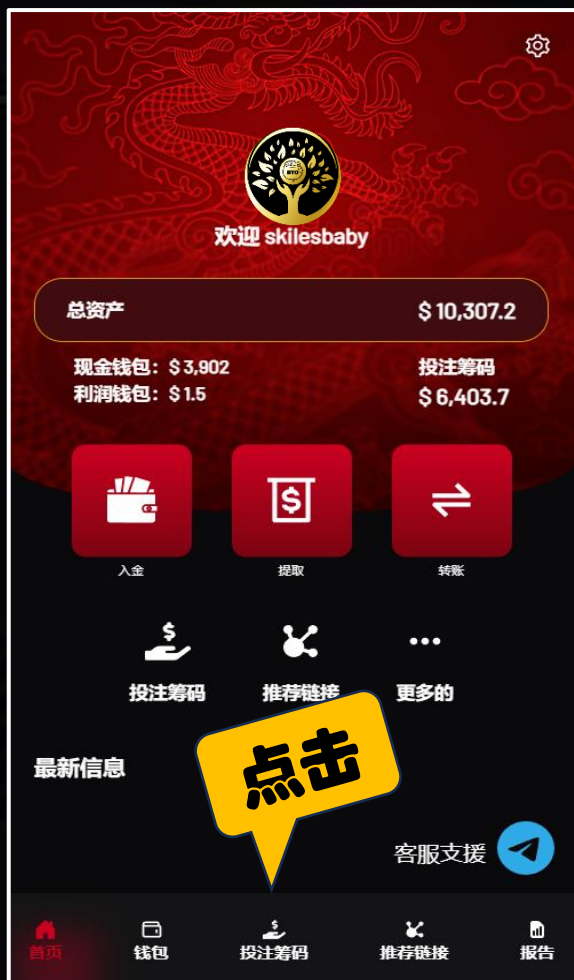 BTO
欢迎 skilesbaby
总资产 $ 10,307.2
现金钱包: $ 3,902 投注筹码
利润钱包: $ 1.5 $ 6,403.7
入金 提取 转账
投注筹码 推荐链接 更多的
最新信息
点击
客服支援
首页 钱包 投注筹码 推荐链接 报告